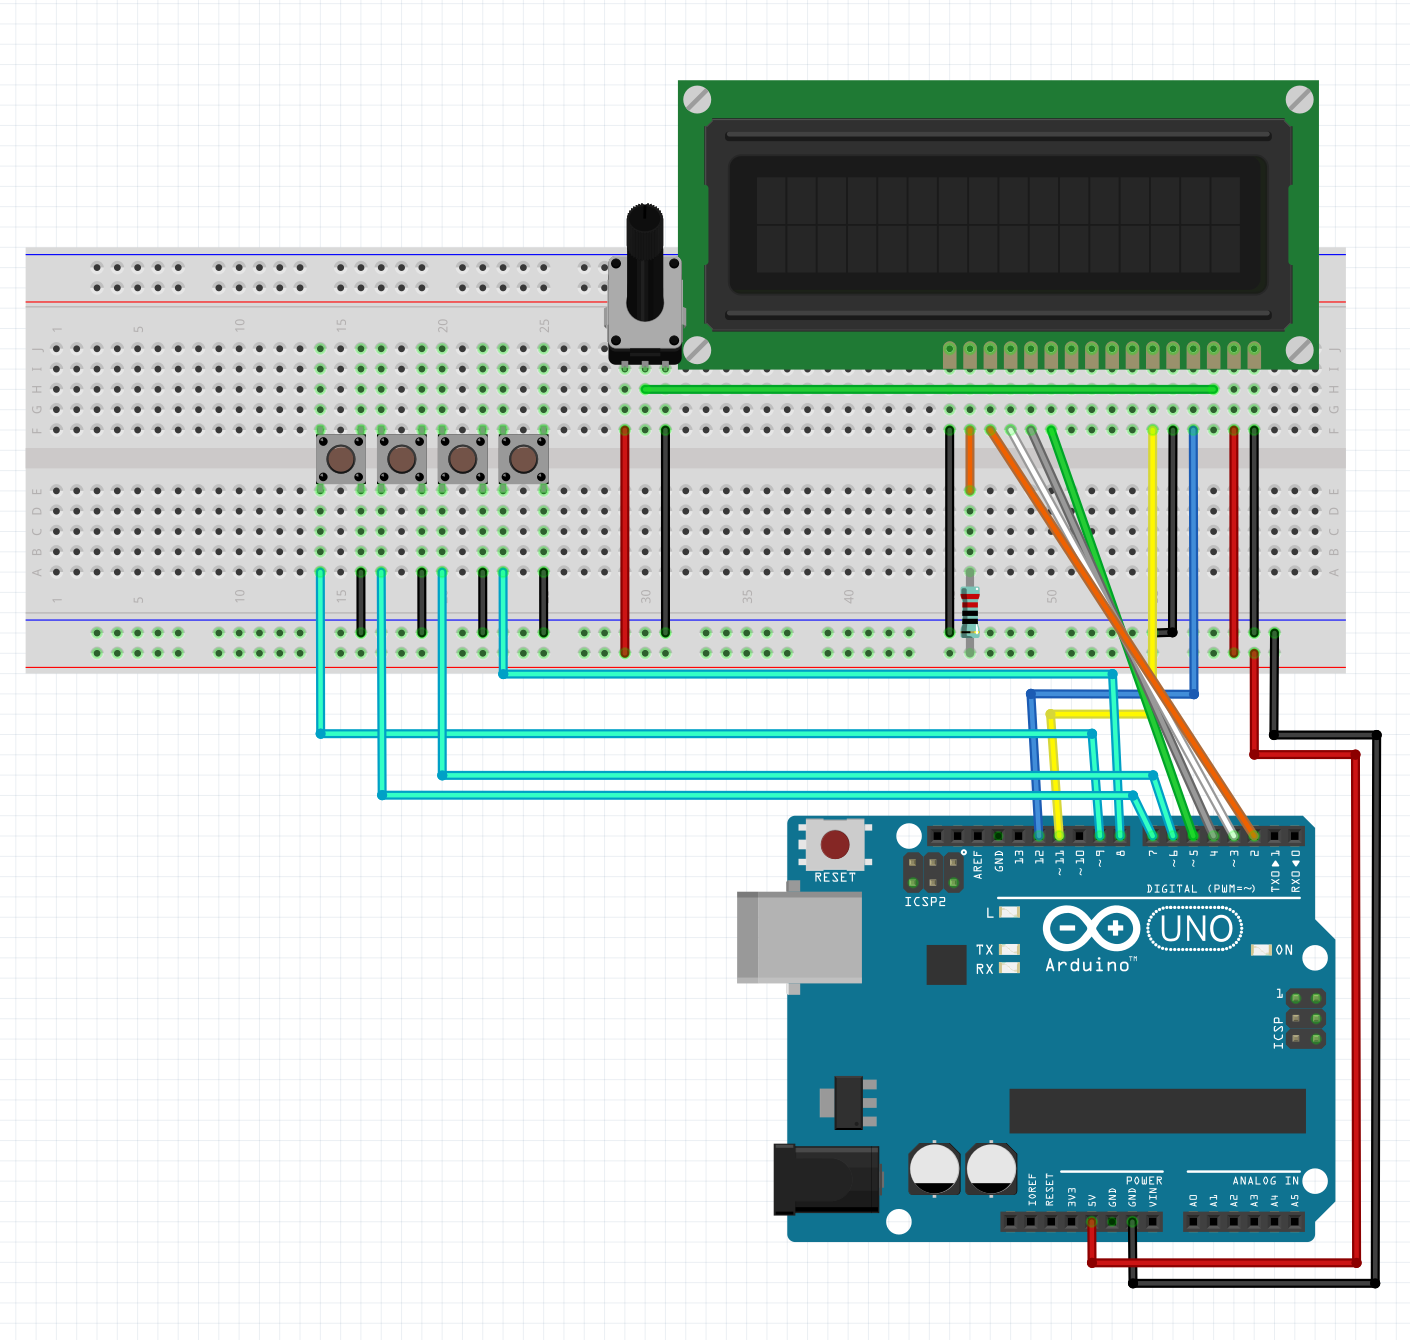 1 5 10 15 20 25
J J
I I
H H
G G
F F
E E
D D
C C
B B
A A
1 5 10 15 30 35 40 50
RESET
ICSP2
AREF GND 13 12 ~11 ~10 ~9 8 7 ~6 ~5 4 ~3 2 TX0▶1 RX0◀0
DIGITAL (PWM=~)
L
TX
RX
Arduino™
UNO
ON
1
ICSP
POWER
ANALOG IN
IOREF RESET 3V3 5V GND GND VIN A0 A1 A2 A3 A4 A5